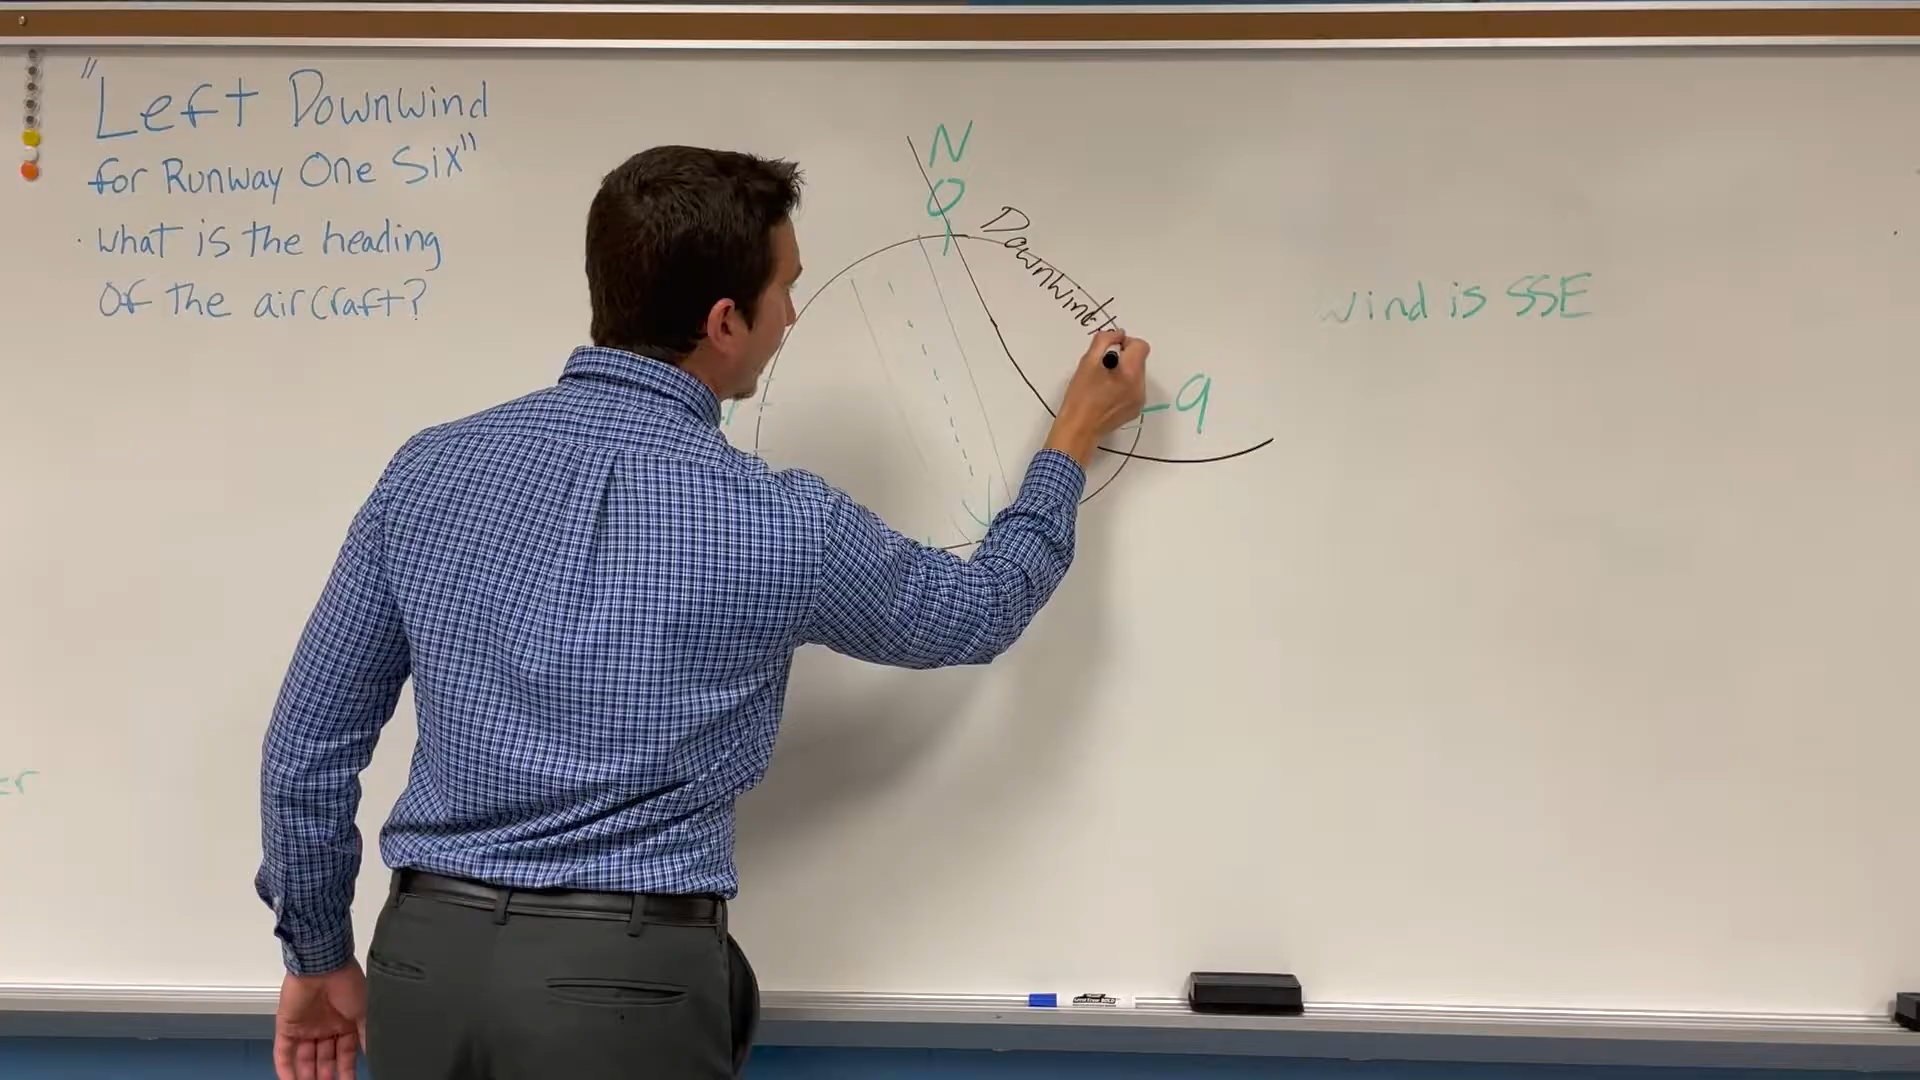 "Left Downwind
for Runway One Six"
· what is the heading
of the aircraft?
N
0
Downwind
9
wind is SSE
er